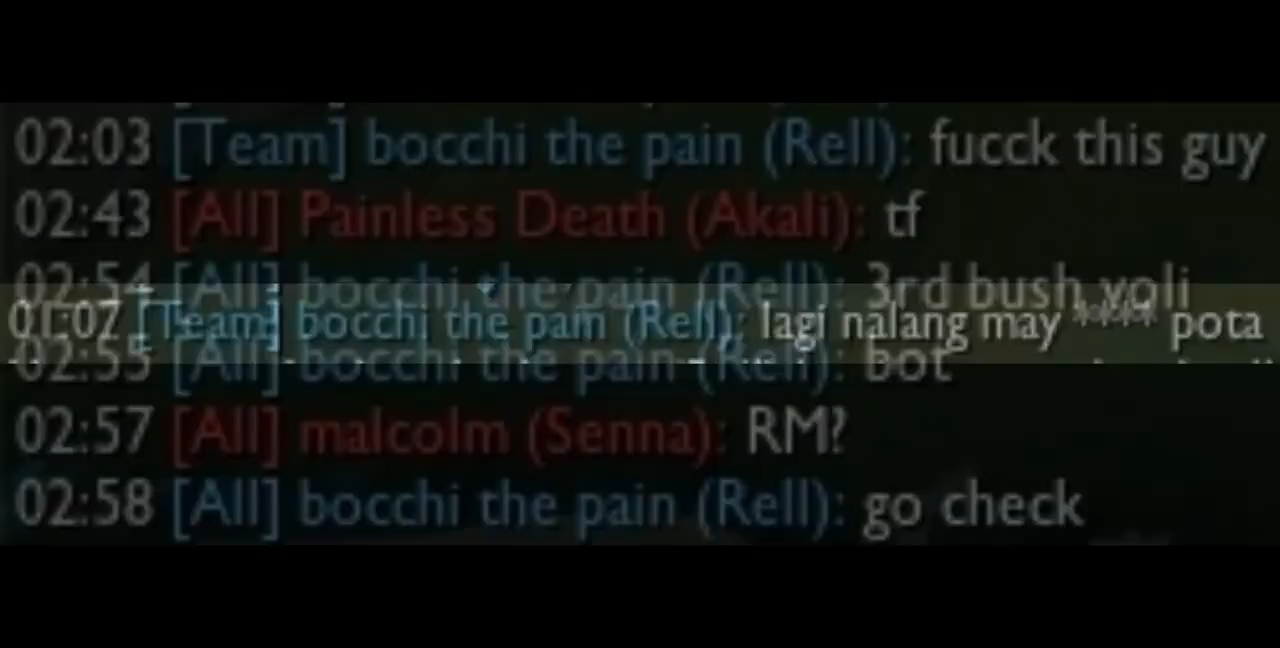 02:03 [Team] bocchi the pain (Rell): fucck this guy
02:43 [All] Painless Death (Akali): tf
02:54 [All] bocchi the pain (Rell): 3rd bush voli
01:07 [Team] bocchi the pain (Rell): lagi nalang may **** pota
02:55 [All] bocchi the pain (Rell): bot
02:57 [All] malcolm (Senna): RM?
02:58 [All] bocchi the pain (Rell): go check